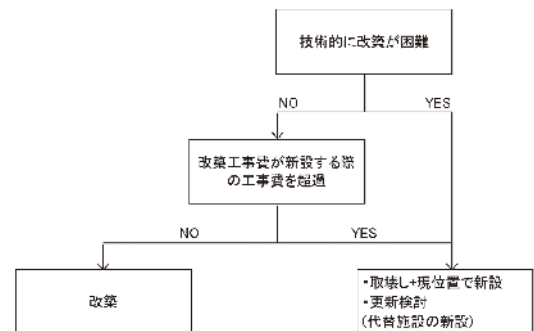 技術的に改築が困難
NO
YES
改築工事費が新設する際
の工事費を超過
NO
YES
改築
・取壊し+現位置で新設
・更新検討
(代替施設の新設)